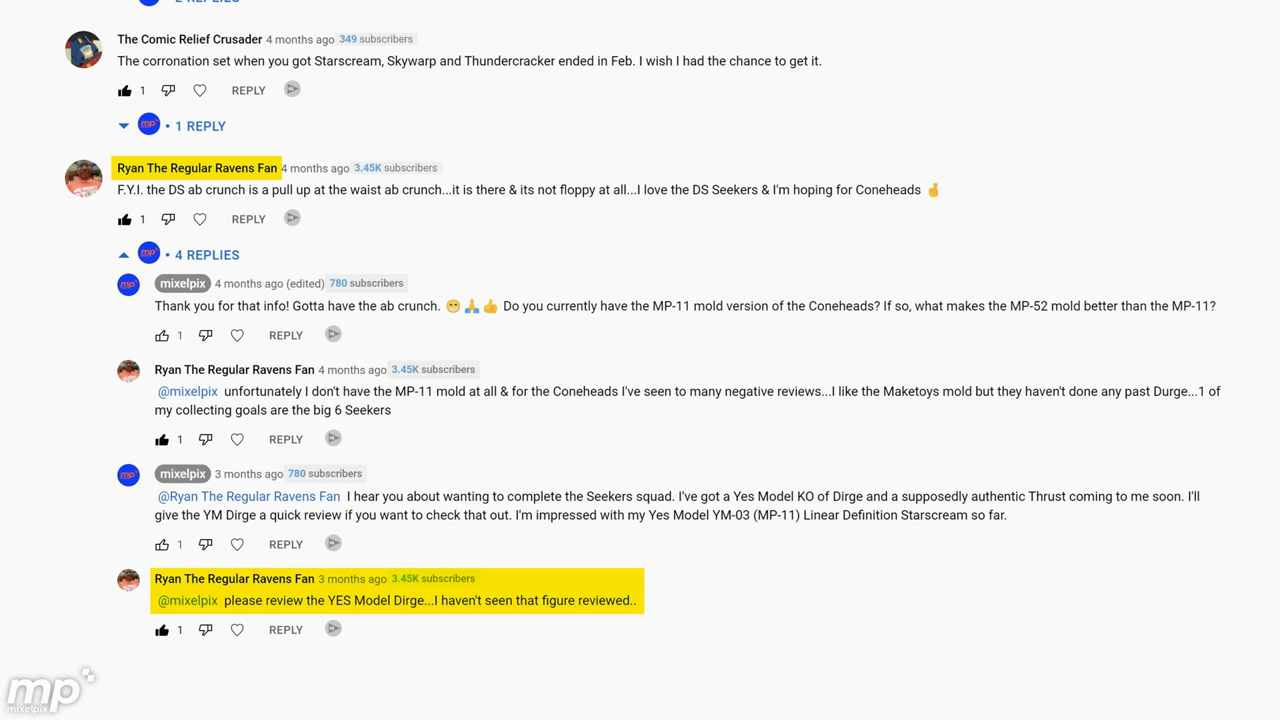 2 REPLIES
The Comic Relief Crusader 4 months ago 349 subscribers
The corronation set when you got Starscream, Skywarp and Thundercracker ended in Feb. I wish I had the chance to get it.
1 REPLY
mp • 1 REPLY
Ryan The Regular Ravens Fan 4 months ago 3.45K subscribers
F.Y.I. the DS ab crunch is a pull up at the waist ab crunch...it is there & its not floppy at all...I love the DS Seekers & I'm hoping for Coneheads 🤞
1 REPLY
mp • 4 REPLIES
mp mixelpix 4 months ago (edited) 780 subscribers
Thank you for that info! Gotta have the ab crunch. 😁🙏👍 Do you currently have the MP-11 mold version of the Coneheads? If so, what makes the MP-52 mold better than the MP-11?
1 REPLY
Ryan The Regular Ravens Fan 4 months ago 3.45K subscribers
@mixelpix unfortunately I don't have the MP-11 mold at all & for the Coneheads I've seen to many negative reviews...I like the Maketoys mold but they haven't done any past Durge...1 of
my collecting goals are the big 6 Seekers
1 REPLY
mp mixelpix 3 months ago 780 subscribers
@Ryan The Regular Ravens Fan I hear you about wanting to complete the Seekers squad. I've got a Yes Model KO of Dirge and a supposedly authentic Thrust coming to me soon. I'll
give the YM Dirge a quick review if you want to check that out. I'm impressed with my Yes Model YM-03 (MP-11) Linear Definition Starscream so far.
1 REPLY
Ryan The Regular Ravens Fan 3 months ago 3.45K subscribers
@mixelpix please review the YES Model Dirge...I haven't seen that figure reviewed..
1 REPLY
mp
mixelpix